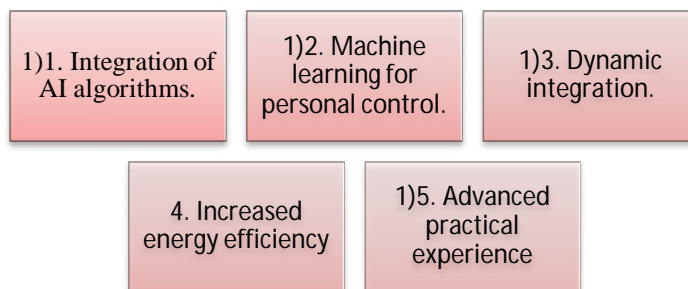 1)1. Integration of
AI algorithms.
1)2. Machine
learning for
personal control.
1)3. Dynamic
integration.
4. Increased
energy efficiency
1)5. Advanced
practical
experience